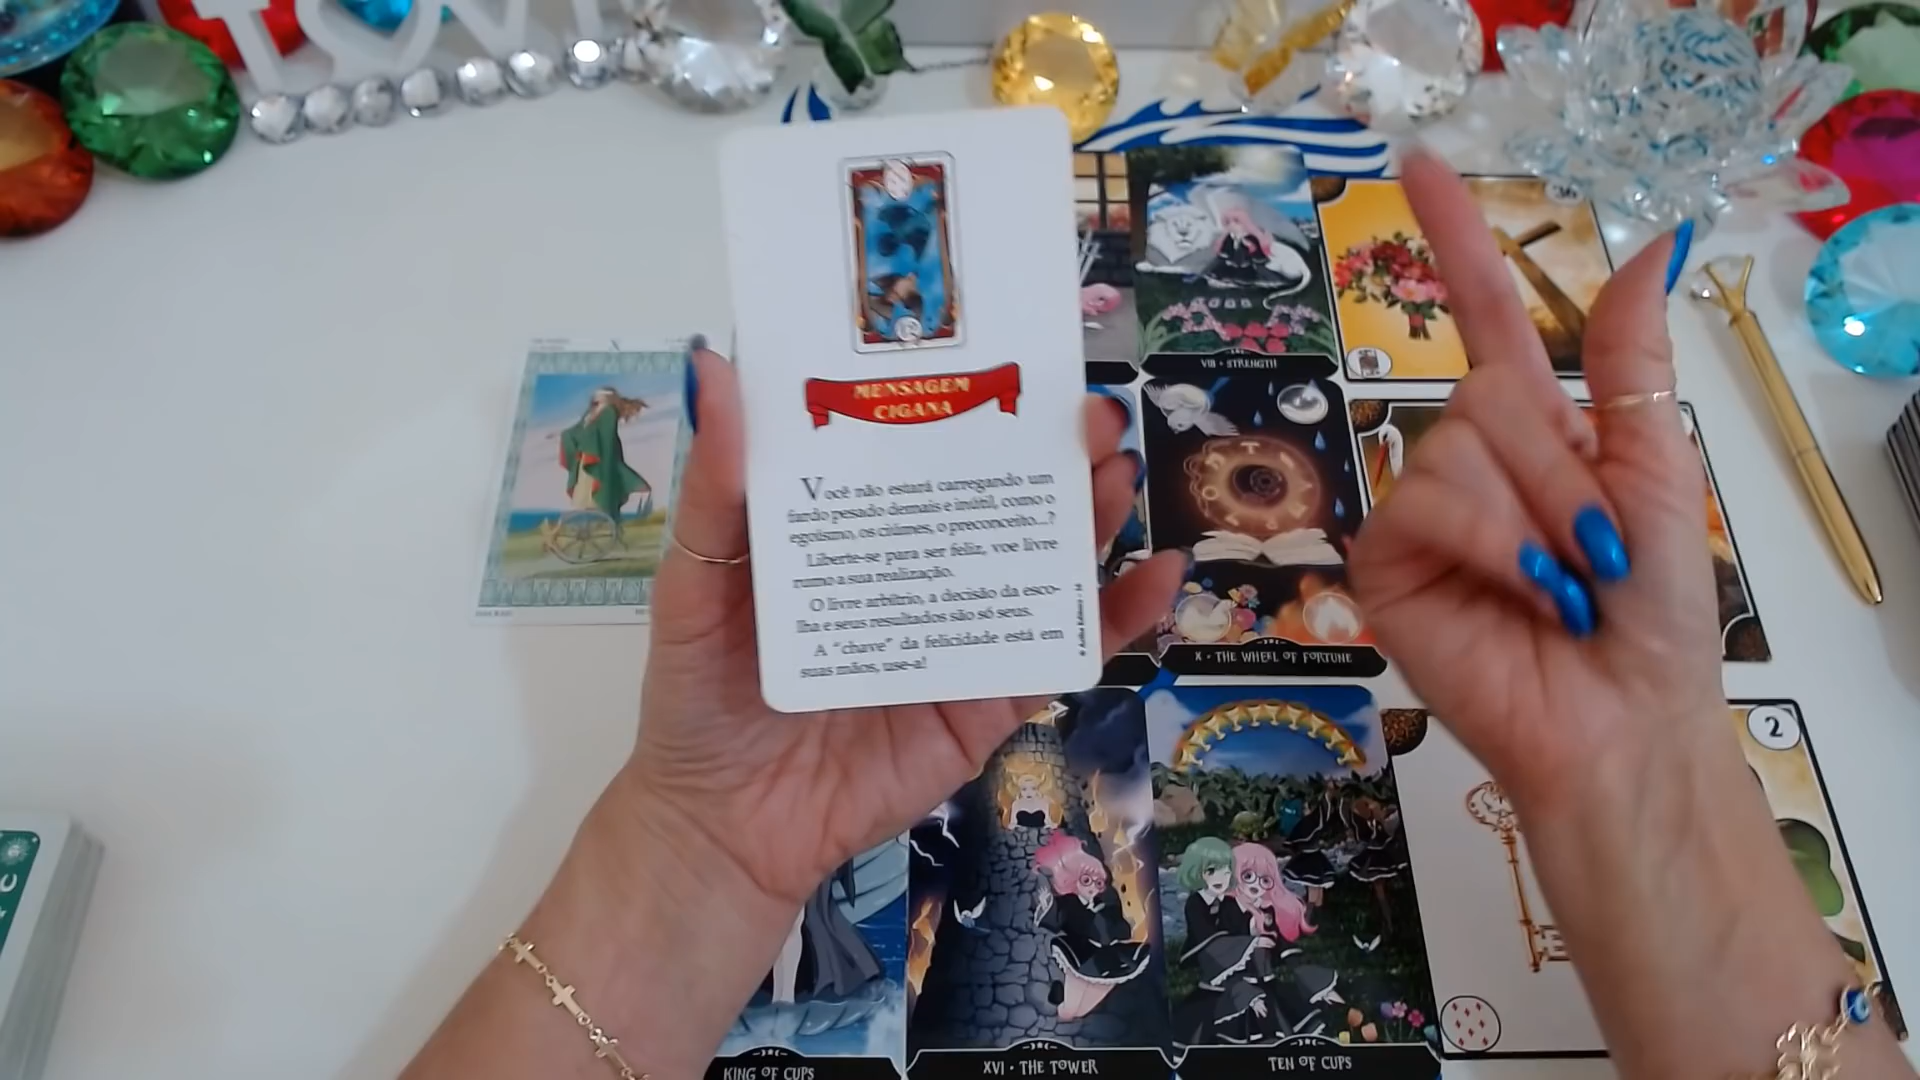 LOVE
MENSAGEM
CIGANA
Você não estará carregando um
fardo pesado demais e inútil, como o
egoísmo, os ciúmes, o preconceito...?
Liberte-se para ser feliz, voe livre
rumo a sua realização.
O livre arbítrio, a decisão da esco-
lha e seus resultados são só seus.
A "chave" da felicidade está em
suas mãos, use-a!
X
VIII • STRENGTH
36
X • THE WHEEL OF FORTUNE
2
KING OF CUPS
XVI • THE TOWER
TEN OF CUPS